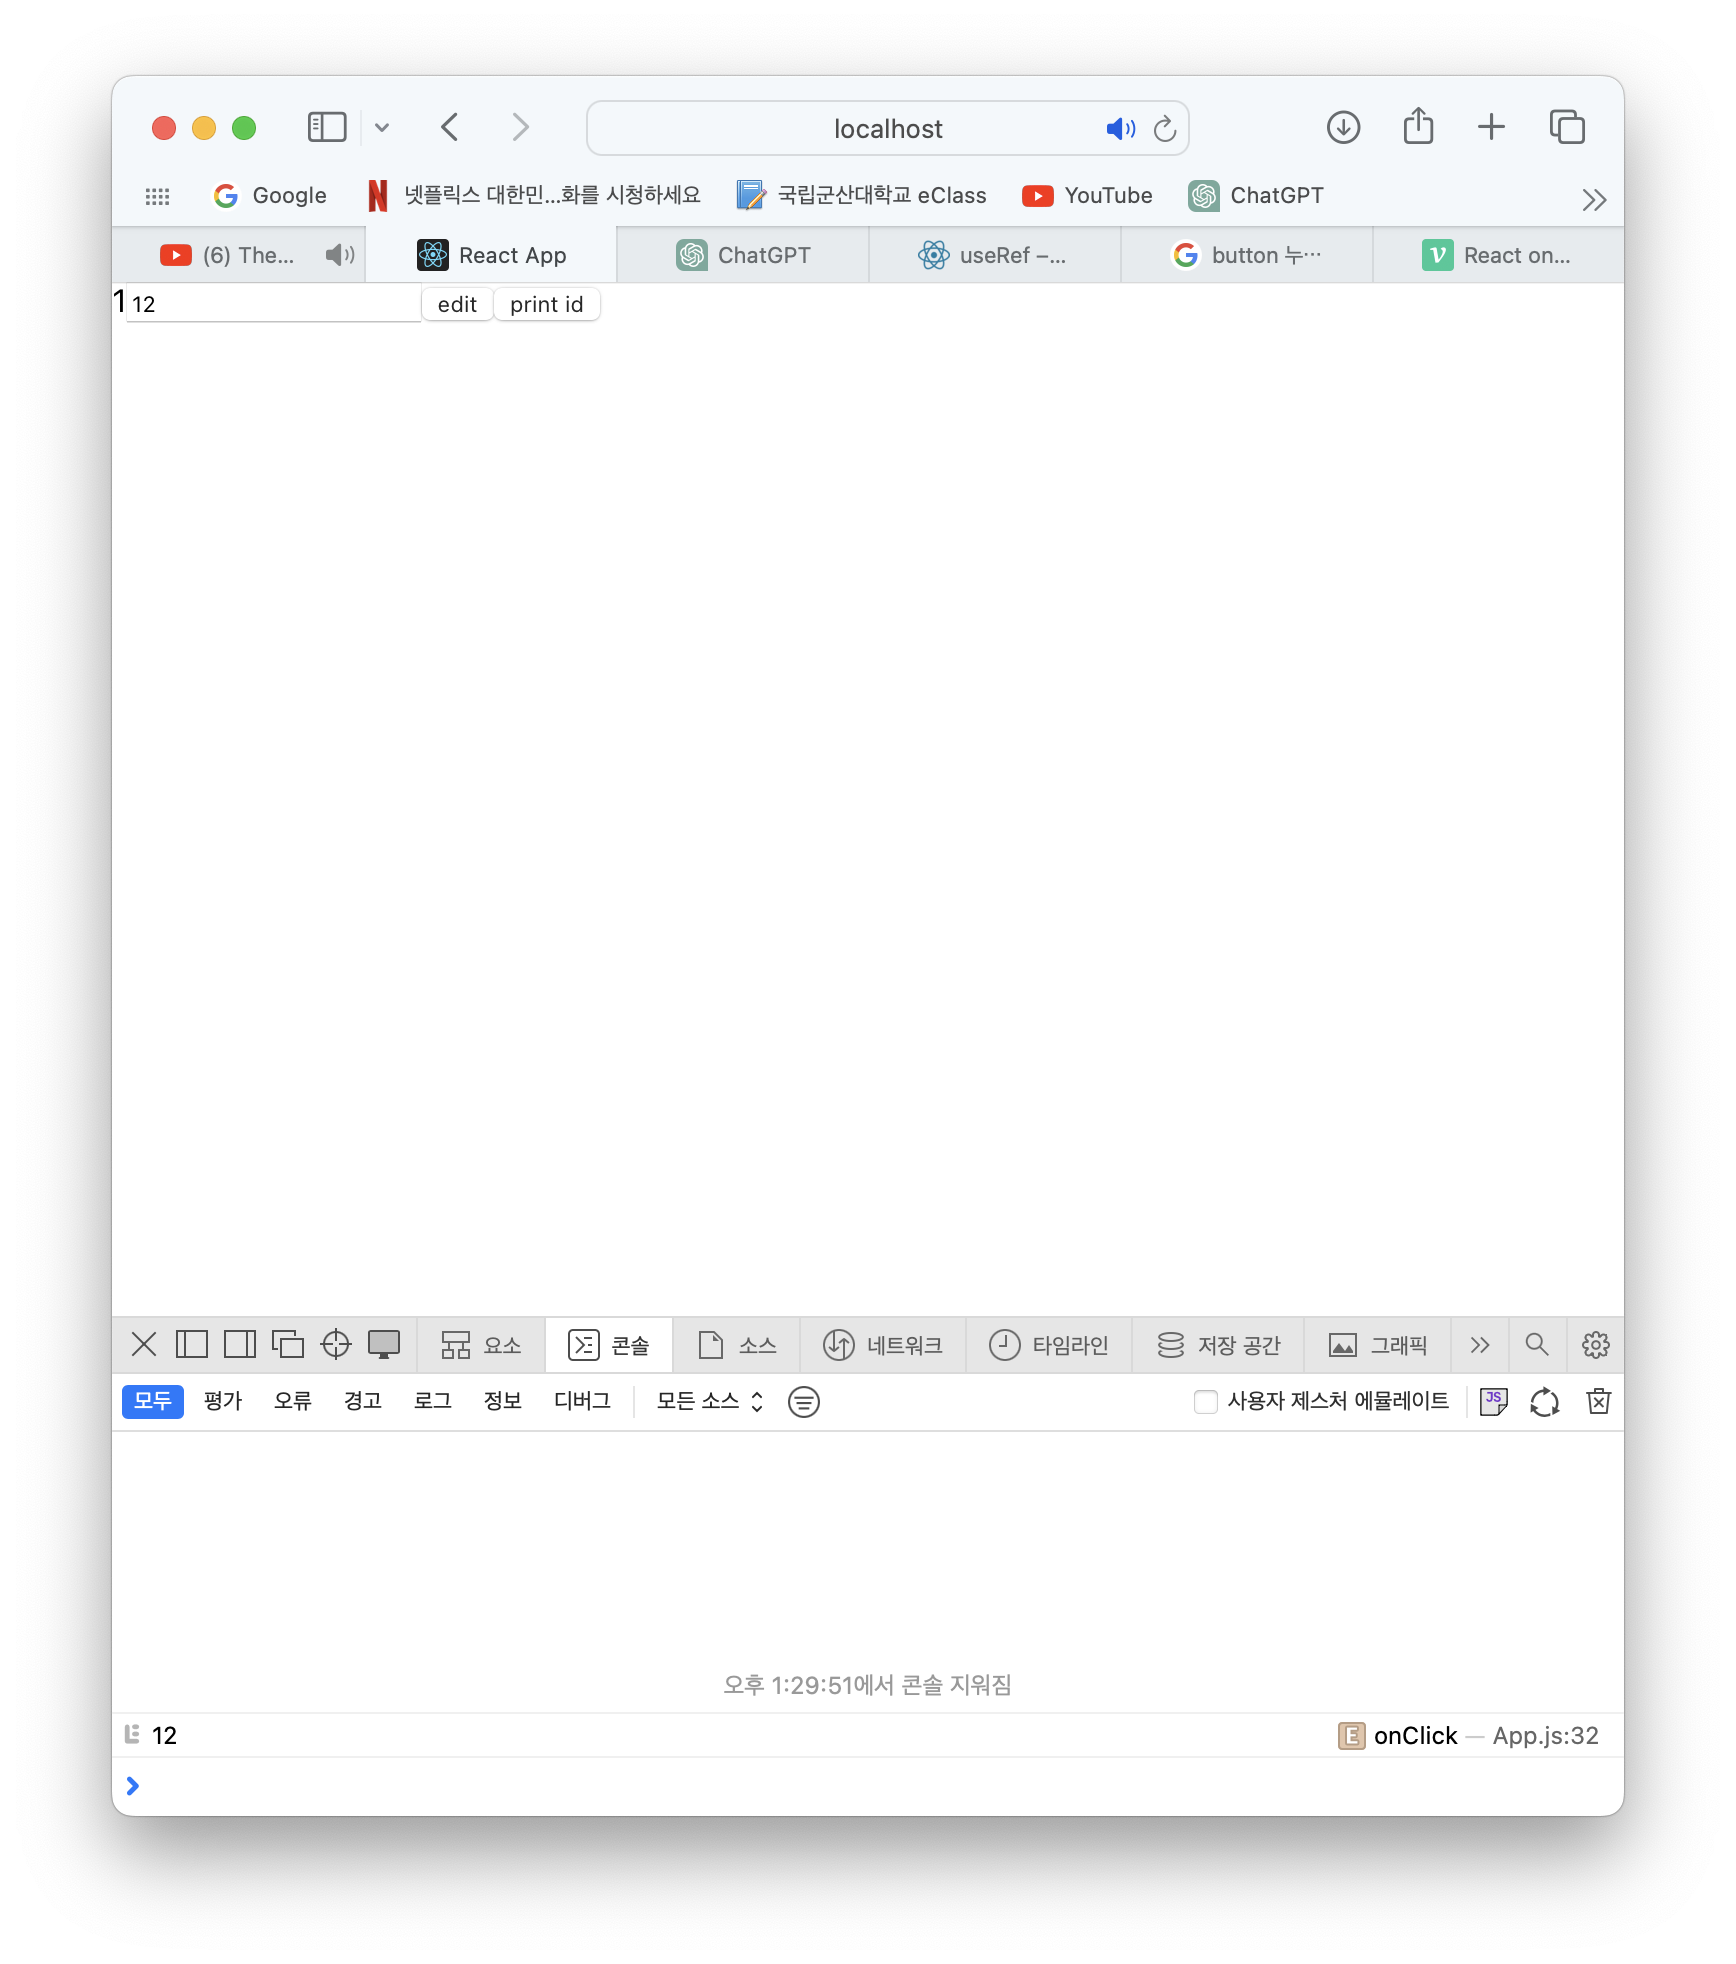 localhost
Google 넷플릭스 대한민...화를 시청하세요 국립군산대학교 eClass YouTube ChatGPT
(6) The... React App ChatGPT useRef –... button 누… React on...
1 12 edit print id
요소 콘솔 소스 네트워크 타임라인 저장 공간 그래픽
모두 평가 오류 경고 로그 정보 디버그 모든 소스 사용자 제스처 에뮬레이트 JS
오후 1:29:51에서 콘솔 지워짐
12 E onClick — App.js:32